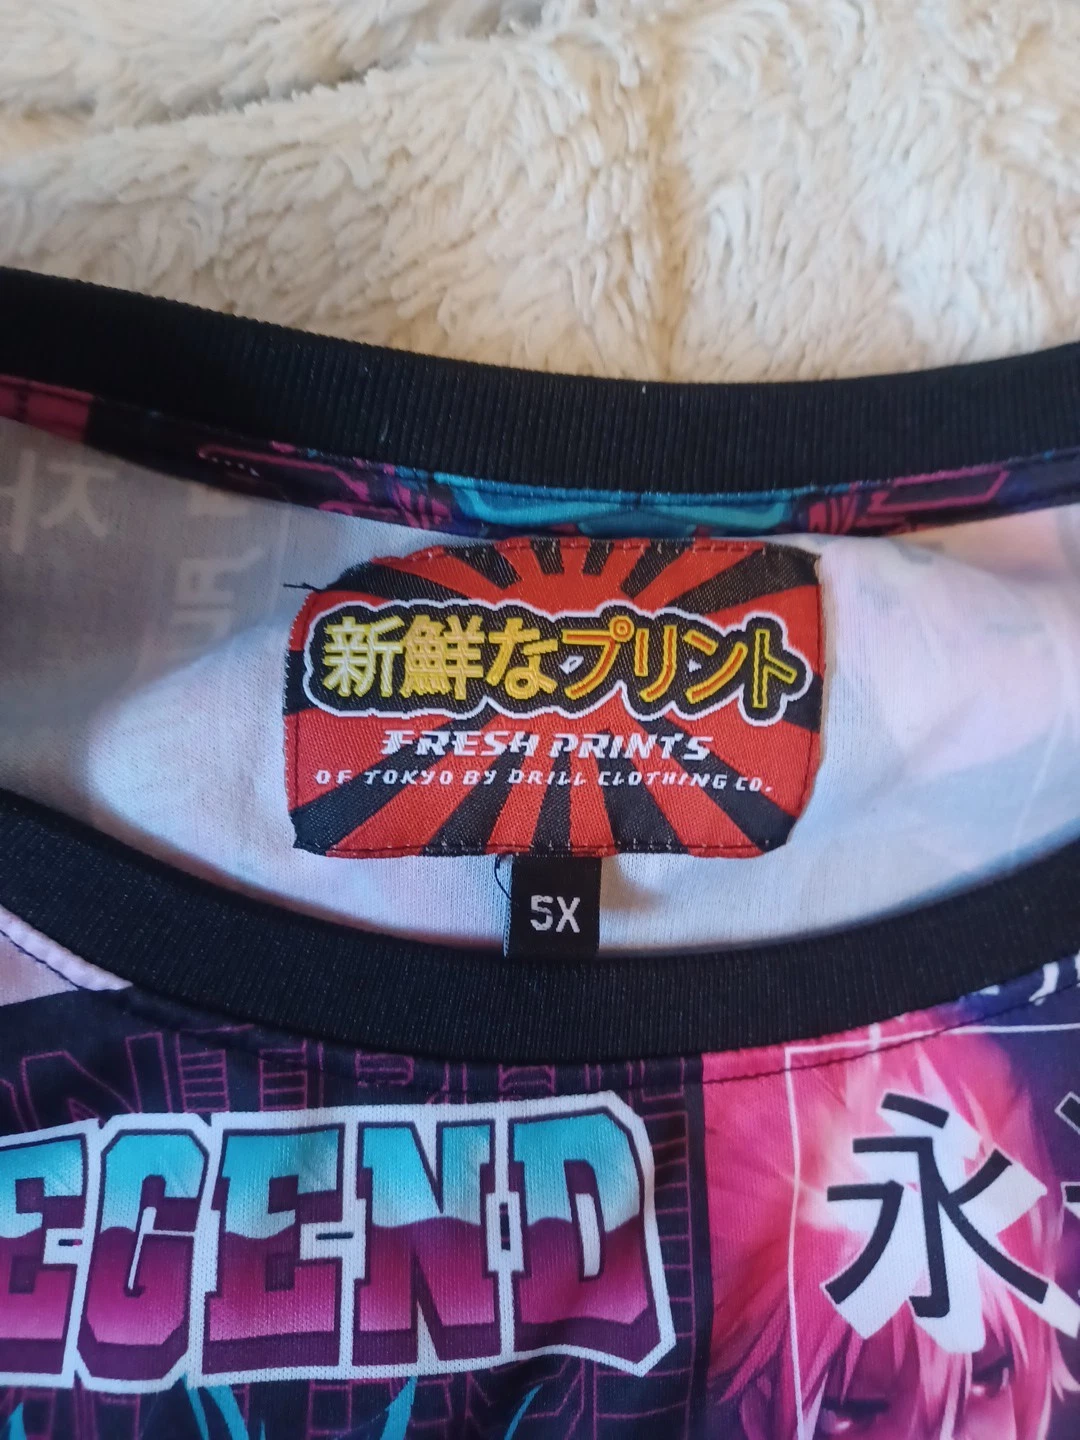 新鮮なプリント
FRESH PRINTS
OF TOKYO BY DRILL CLOTHING CO.
5X
EGEND
永